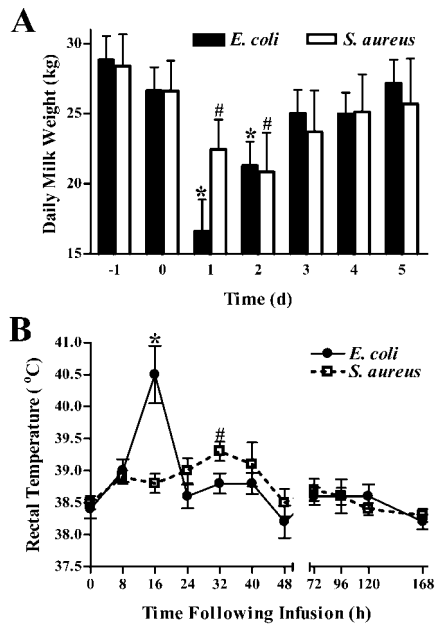 A
E. coli
S. aureus
Daily Milk Weight (kg)
30
25
20
15
* # * #
-1 0 1 2 3 4 5
Time (d)
B
E. coli
S. aureus
Rectal Temperature ( °C)
41.0
40.5
40.0
39.5
39.0
38.5
38.0
37.5
*
#
0 8 16 24 32 40 48 72 96 120 168
Time Following Infusion (h)